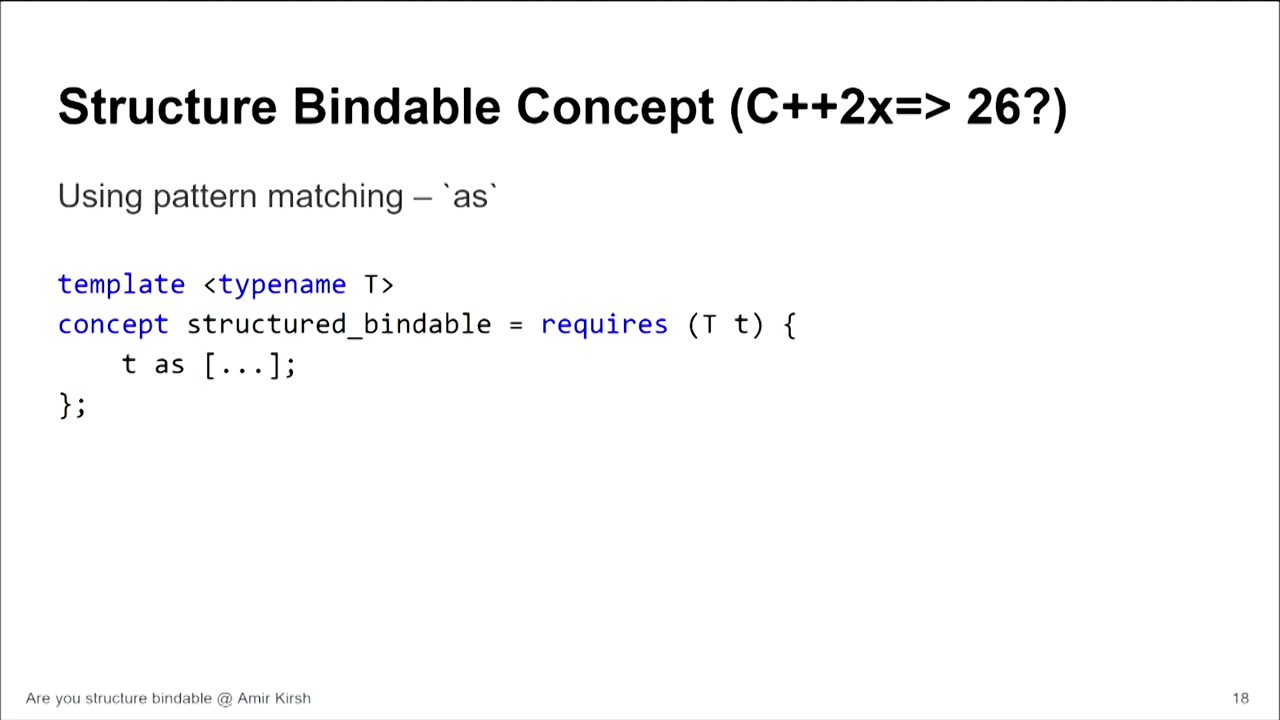 Structure Bindable Concept (C++2x=> 26?)
Using pattern matching – `as`
template <typename T>
concept structured_bindable = requires (T t) {
    t as [...];
};
Are you structure bindable @ Amir Kirsh
18